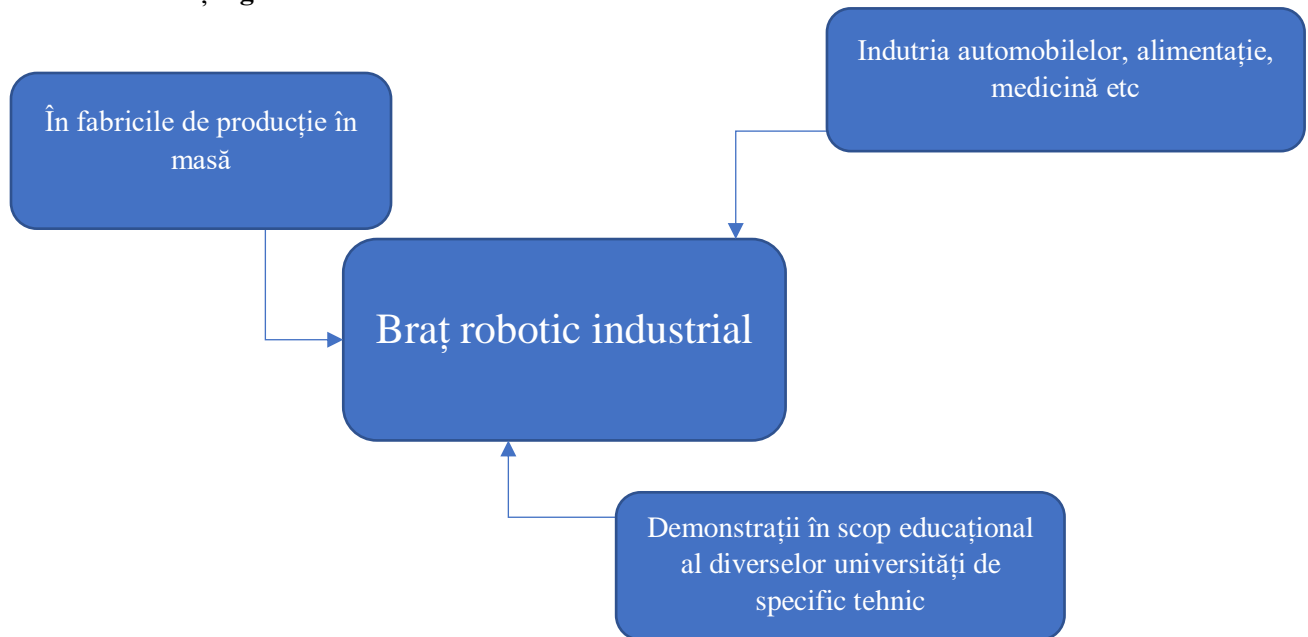 În fabricile de producție în
masă
Indutria automobilelor, alimentație,
medicină etc
Braț robotic industrial
Demonstrații în scop educațional
al diverselor universități de
specific tehnic